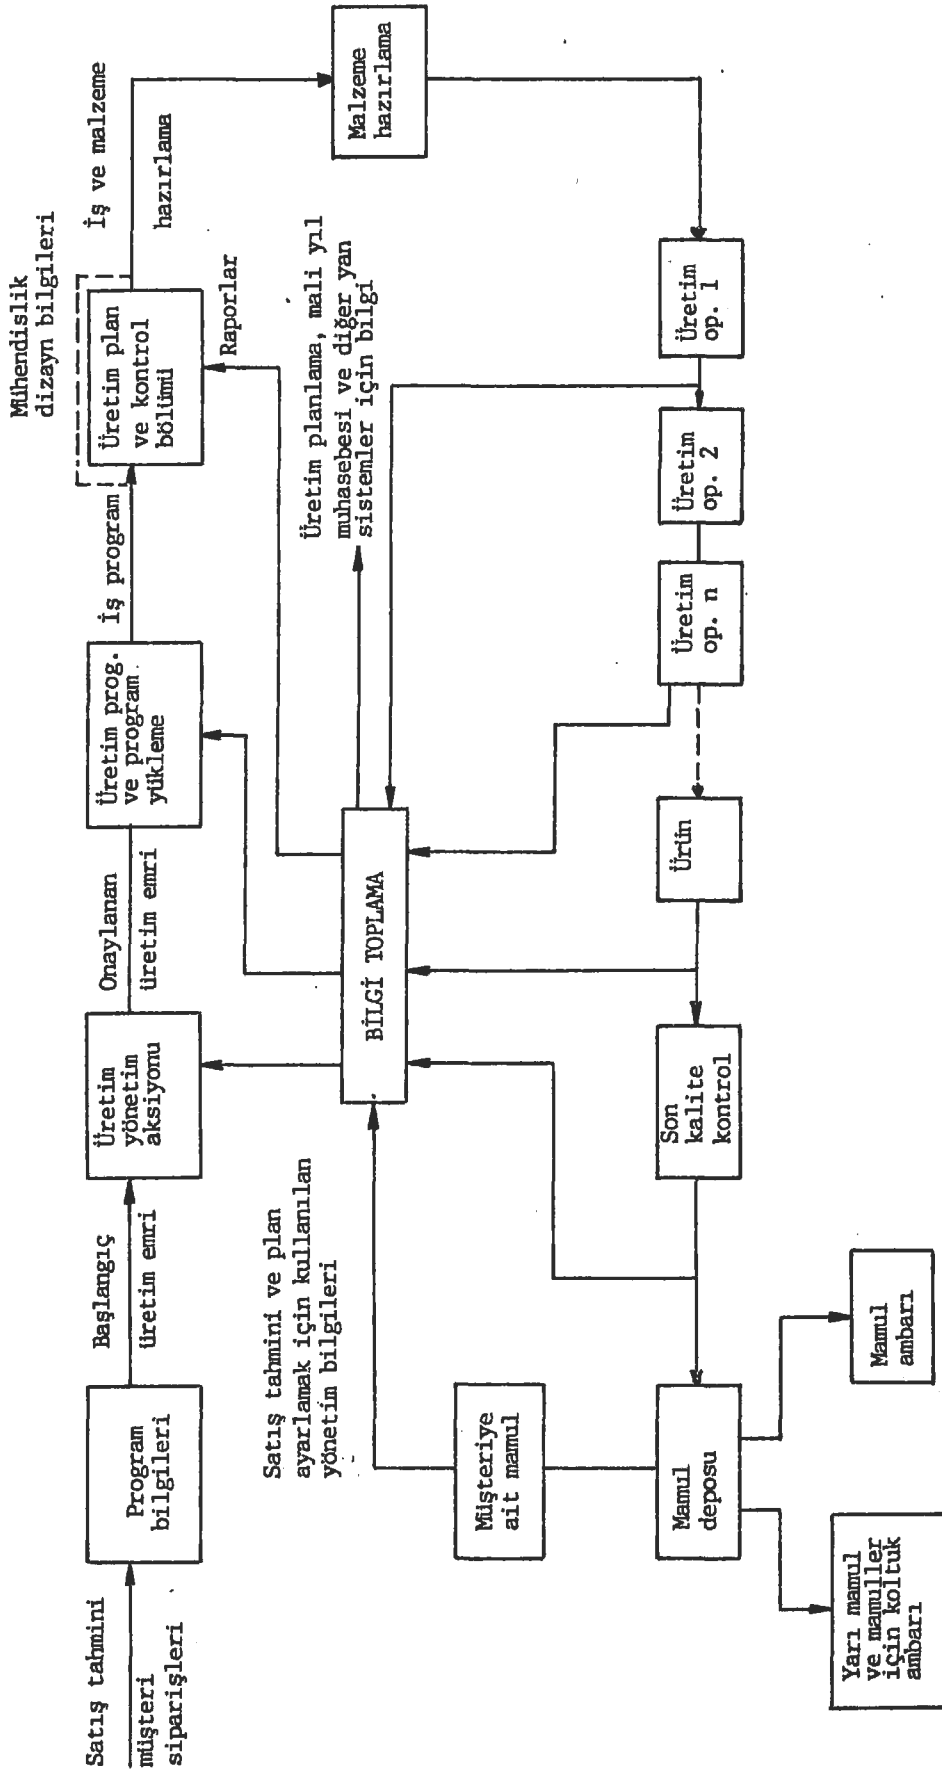 Satış tahmini
müşteri
siparişleri
Program
bilgileri
Başlangıç
üretim emri
Üretim
yönetim
aksiyonu
Onaylanan
üretim emri
Üretim prog.
ve program
yükleme
İş program
Mühendislik
dizayn bilgileri
Üretim plan
ve kontrol
bölümü
İş ve malzeme
hazırlama
Raporlar
Malzeme
hazırlama
Satış tahmini ve plan
ayarlamak için kullanılan
yönetim bilgileri
BİLGİ TOPLAMA
Üretim planlama, mali yıl
muhasebesi ve diğer yan
sistemler için bilgi
Müşteriye
ait mamul
Mamul
deposu
Son
kalite
kontrol
Ürün
Üretim
op. n
Üretim
op. 2
Üretim
op. 1
Yarı mamul
ve mamuller
için koltuk
ambarı
Mamul
ambarı